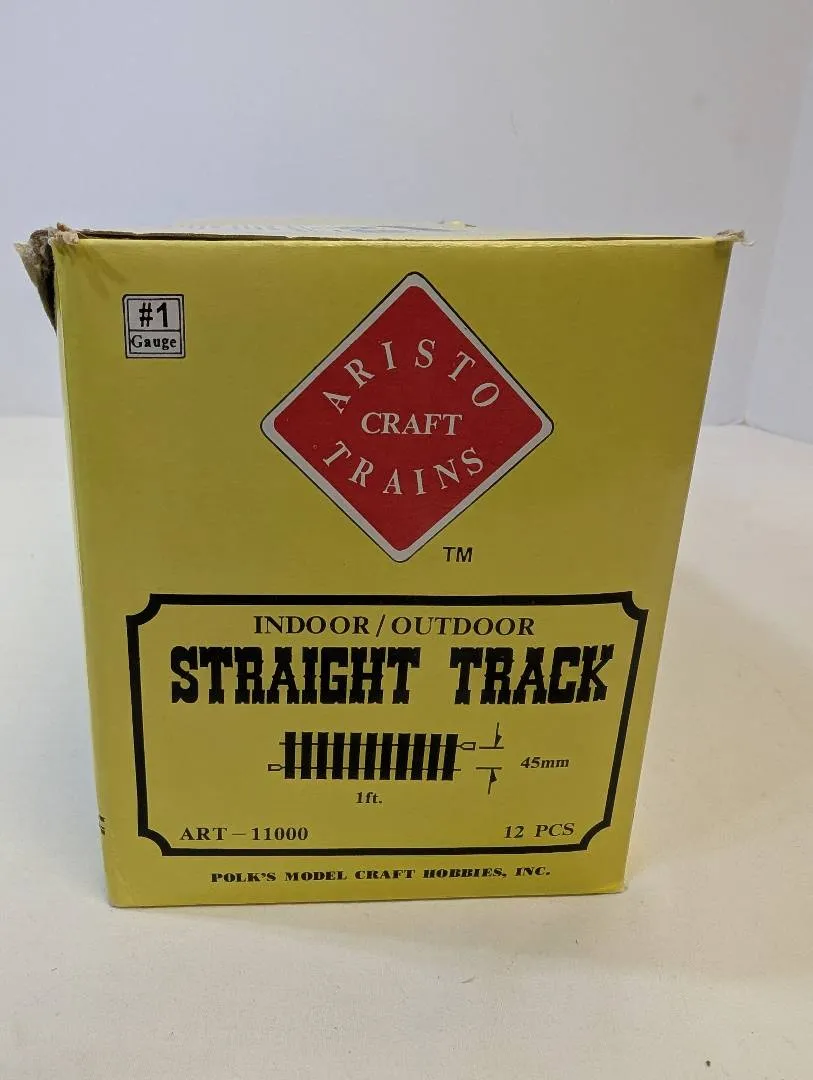 #1
Gauge
ARISTO
CRAFT
TRAINS
TM
INDOOR/OUTDOOR
STRAIGHT TRACK
45mm
1ft.
ART-11000
12 PCS
POLK'S MODEL CRAFT HOBBIES, INC.